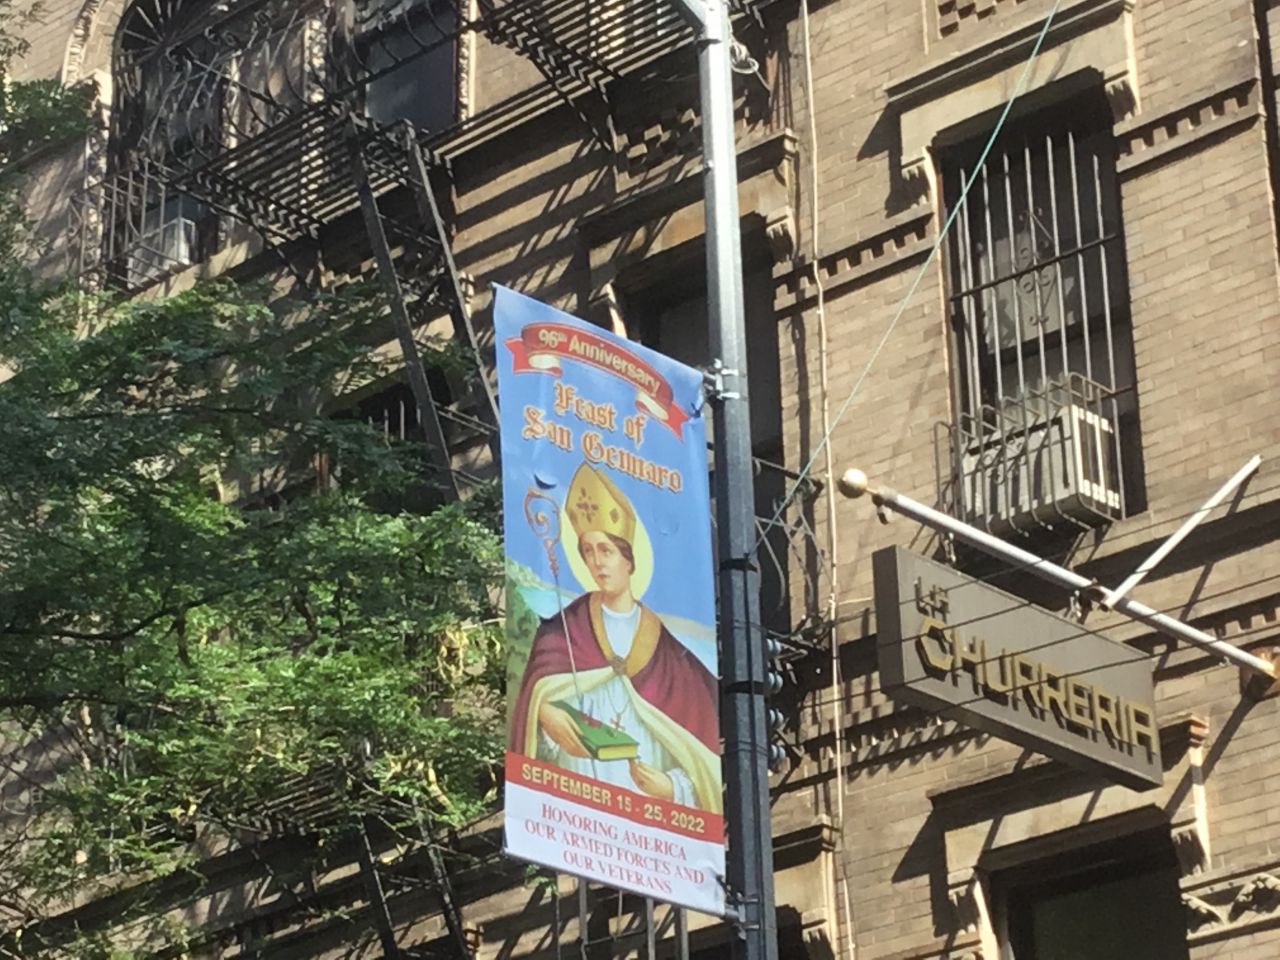 96th Anniversary
Feast of
San Gennaro
SEPTEMBER 15 - 25, 2022
HONORING AMERICA
OUR ARMED FORCES AND
OUR VETERANS
LA
CHURRERIA